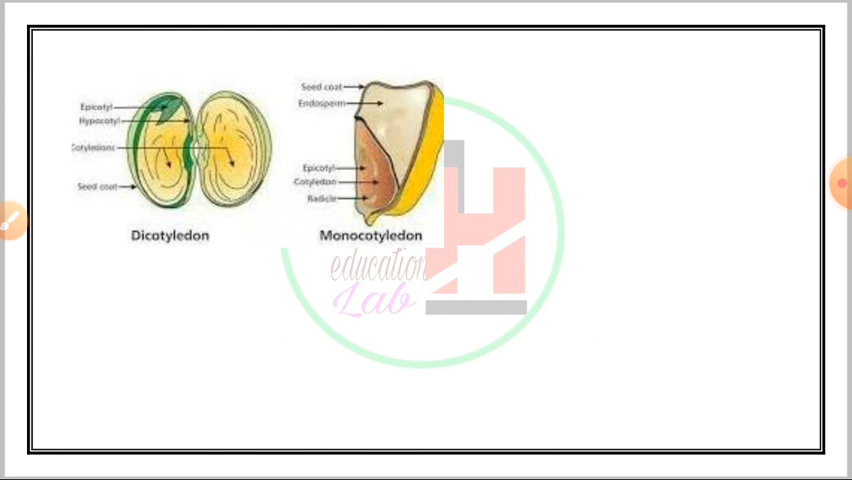 Epicotyl
Hypocotyl
Cotyledons
Seed coat
Dicotyledon
Seed coat
Endosperm
Epicotyl
Cotyledon
Radicle
Monocotyledon
education
Lab
H